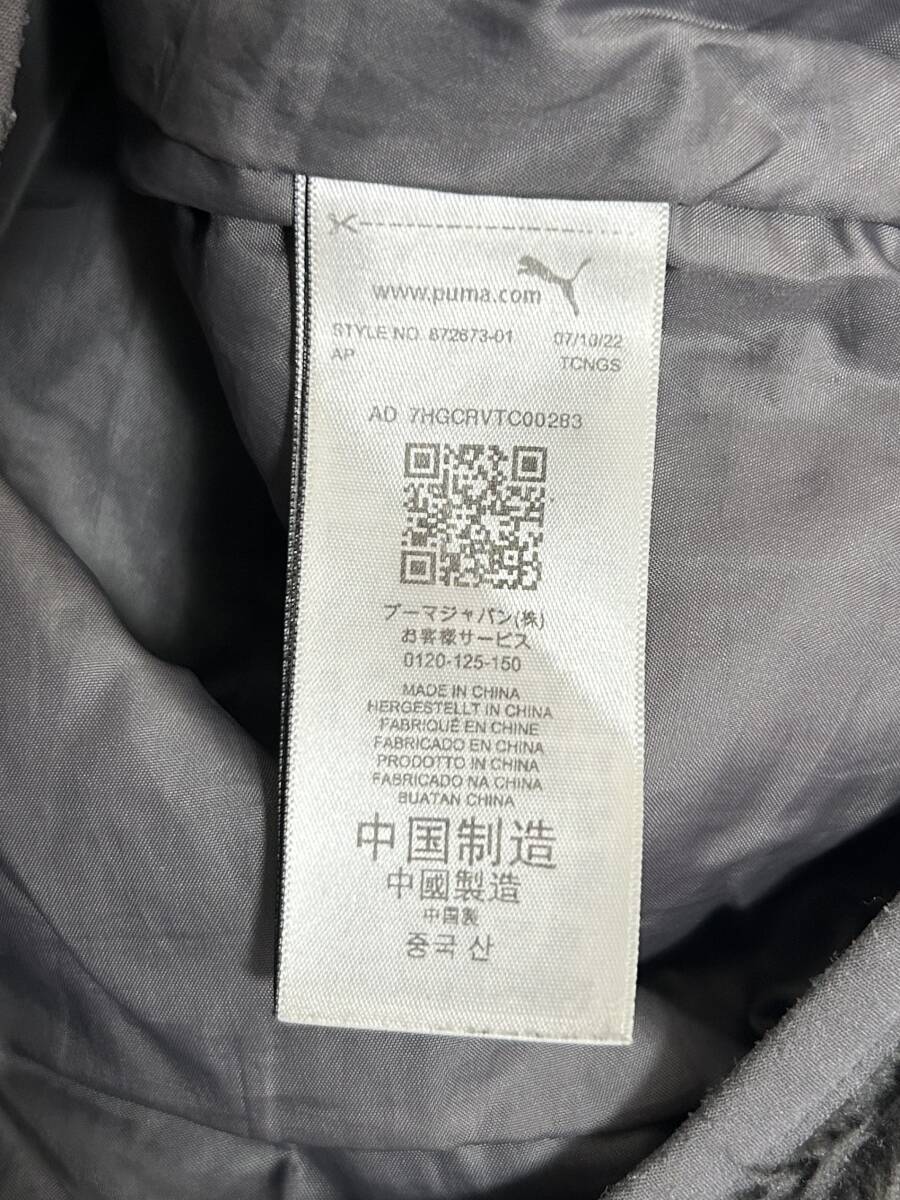 www.puma.com
STYLE NO. 872673-01 07/10/22
AP TCNGS
AD 7HGCRVTC00283
プーマジャパン(株)
お客様サービス
0120-125-150
MADE IN CHINA
HERGESTELLT IN CHINA
FABRIQUÉ EN CHINE
FABRICADO EN CHINA
PRODOTTO IN CHINA
FABRICADO NA CHINA
BUATAN CHINA
中国制造
中國製造
中国製
중국 산